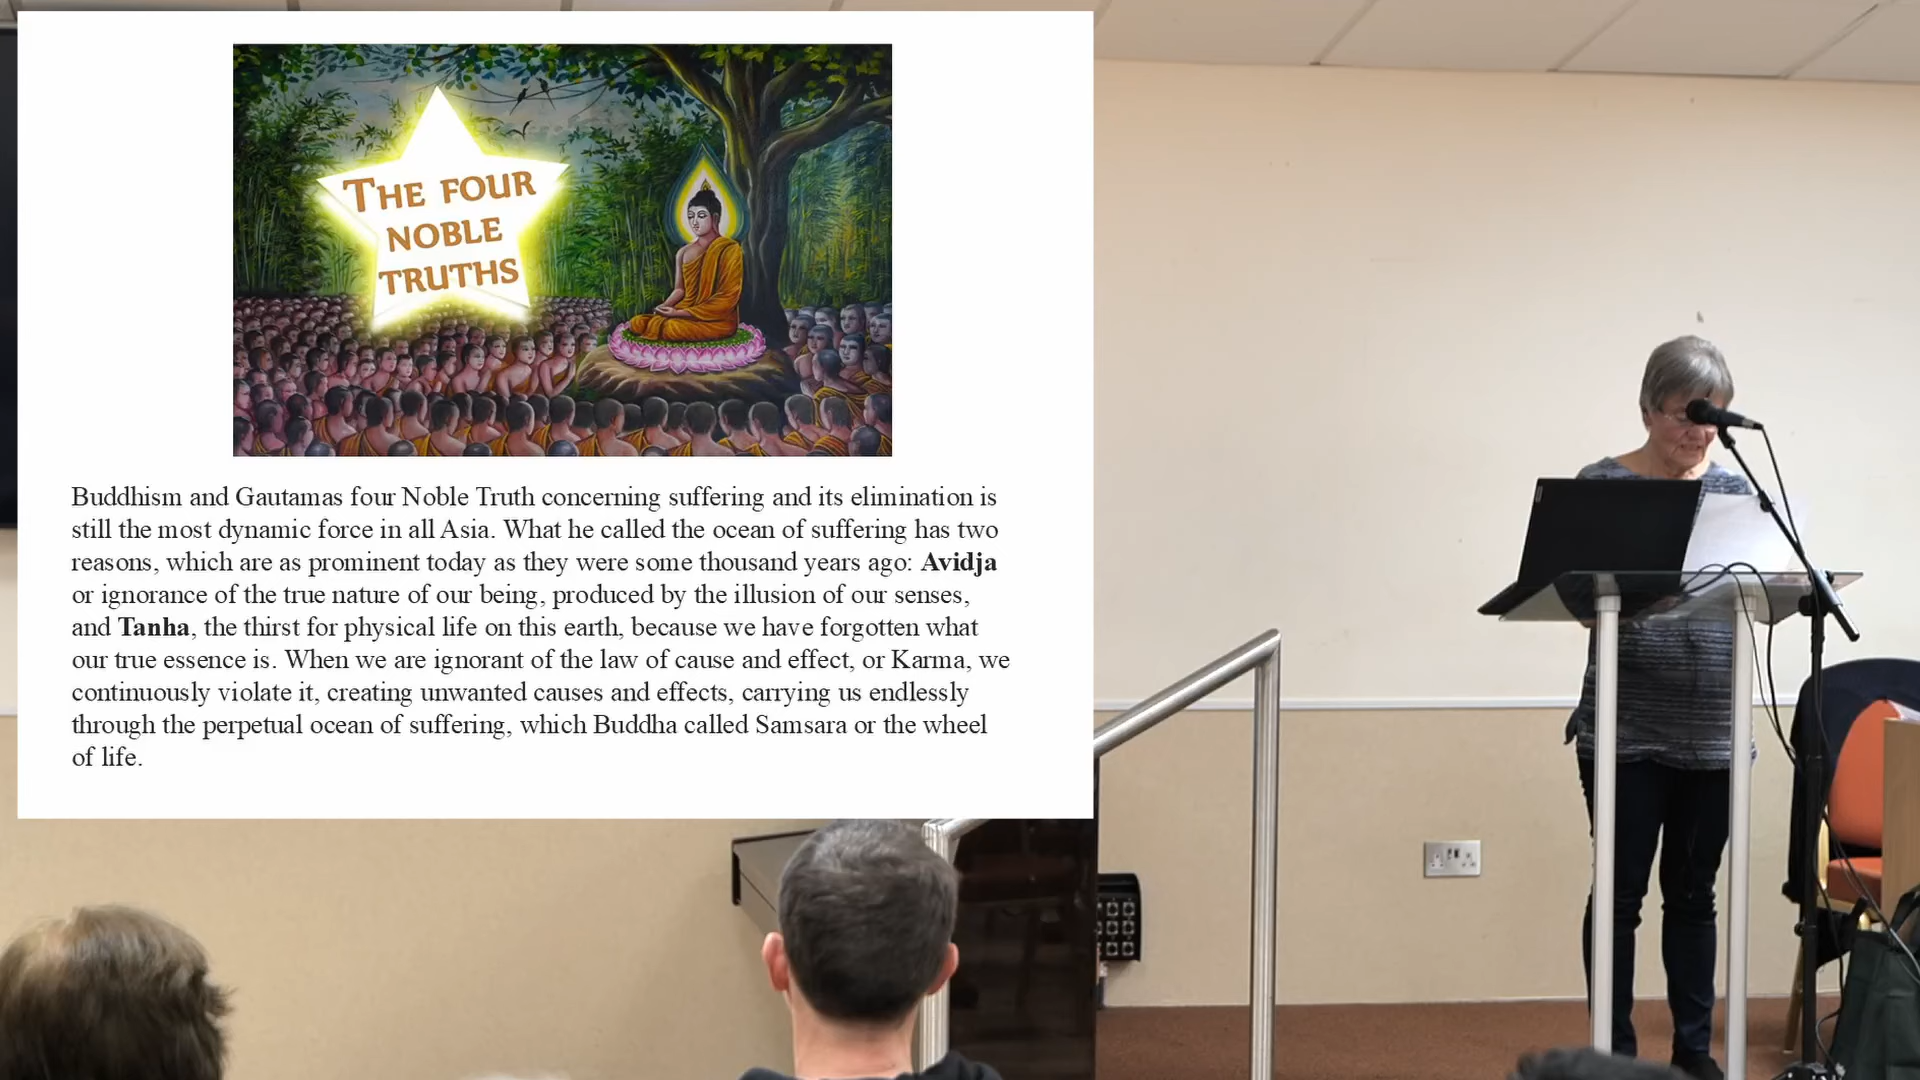 THE FOUR
NOBLE
TRUTHS
Buddhism and Gautamas four Noble Truth concerning suffering and its elimination is
still the most dynamic force in all Asia. What he called the ocean of suffering has two
reasons, which are as prominent today as they were some thousand years ago: Avidja
or ignorance of the true nature of our being, produced by the illusion of our senses,
and Tanha, the thirst for physical life on this earth, because we have forgotten what
our true essence is. When we are ignorant of the law of cause and effect, or Karma, we
continuously violate it, creating unwanted causes and effects, carrying us endlessly
through the perpetual ocean of suffering, which Buddha called Samsara or the wheel
of life.